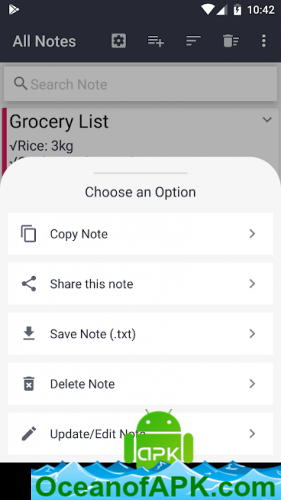 10:42
All Notes
Search Note
Grocery List
√Rice: 3kg
Choose an Option
Copy Note
Share this note
Save Note (.txt)
Delete Note
Update/Edit Note
APK
OceanofAPK.com